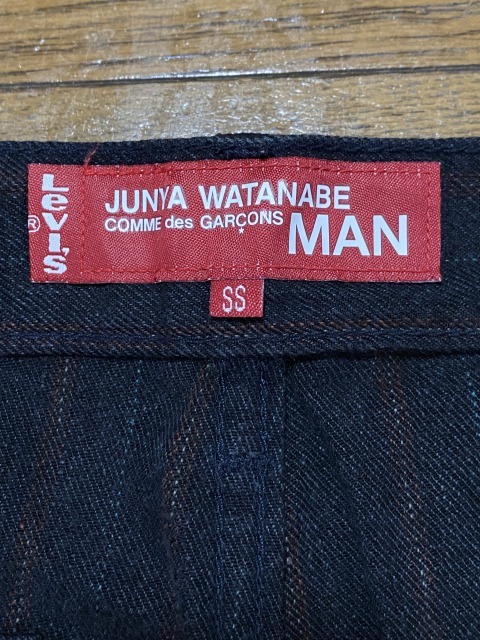 Levi's
®
JUNYA WATANABE
COMME des GARÇONS
MAN
SS